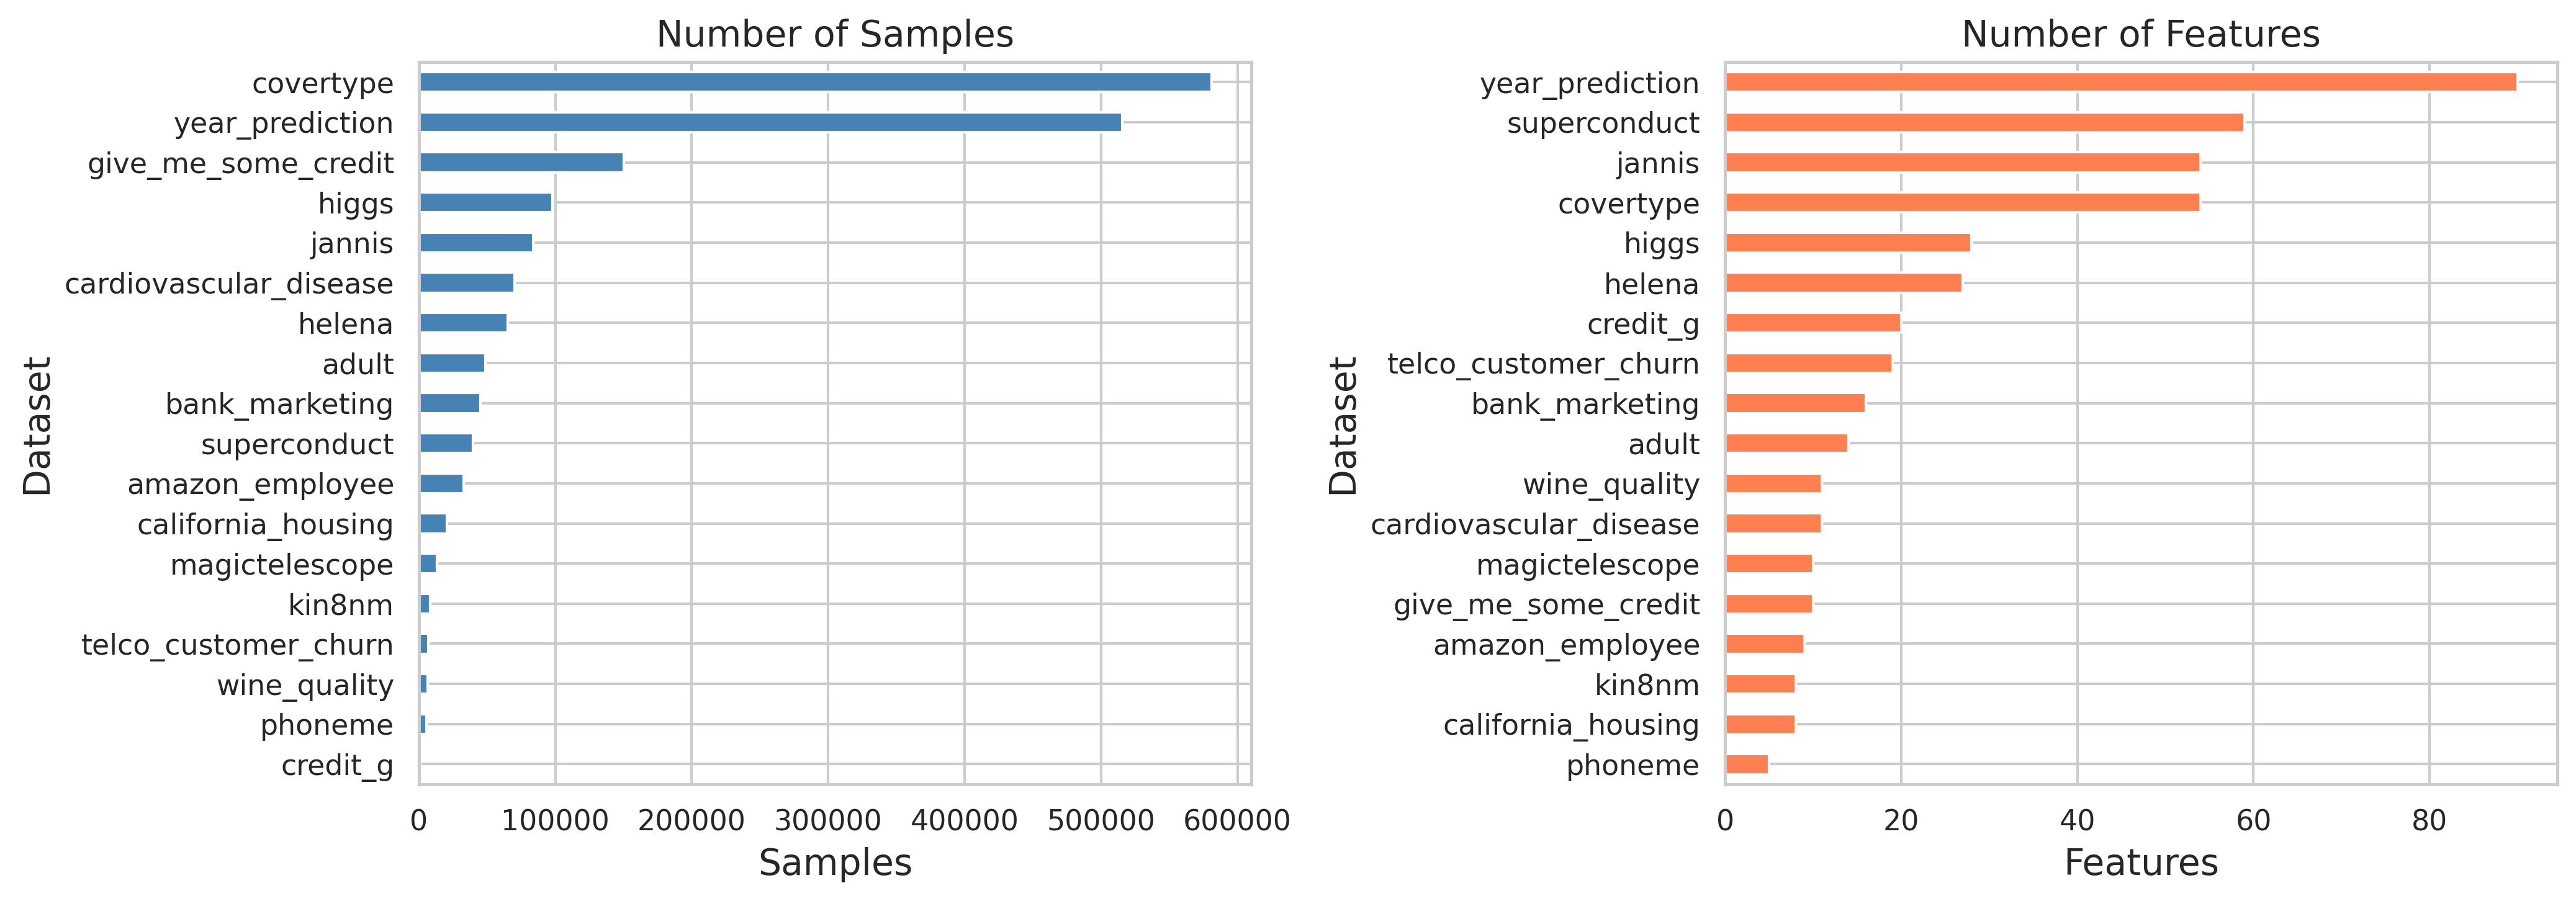 Number of Samples
Dataset
covertype
year_prediction
give_me_some_credit
higgs
jannis
cardiovascular_disease
helena
adult
bank_marketing
superconduct
amazon_employee
california_housing
magictelescope
kin8nm
telco_customer_churn
wine_quality
phoneme
credit_g
0 100000 200000 300000 400000 500000 600000
Samples
Number of Features
Dataset
year_prediction
superconduct
jannis
covertype
higgs
helena
credit_g
telco_customer_churn
bank_marketing
adult
wine_quality
cardiovascular_disease
magictelescope
give_me_some_credit
amazon_employee
kin8nm
california_housing
phoneme
0 20 40 60 80
Features